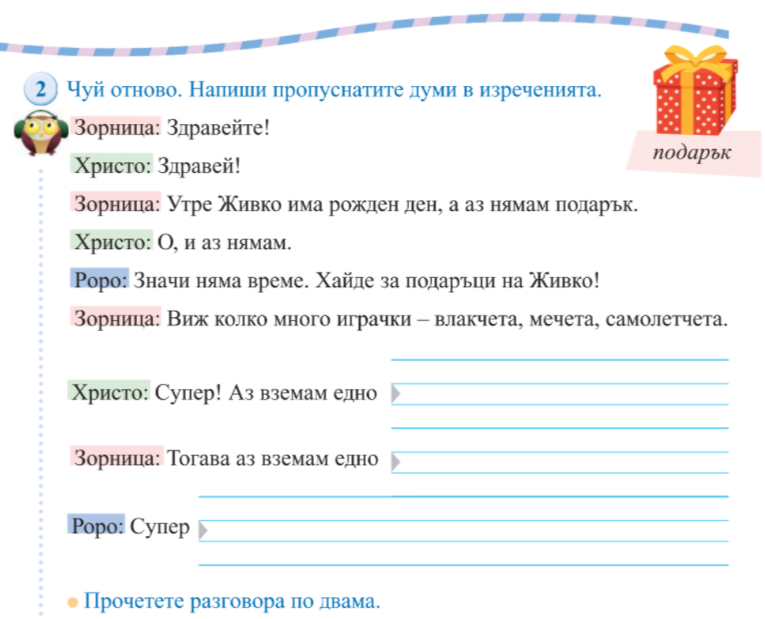 2 Чуй отново. Напиши пропуснатите думи в изреченията.
подарък
Зорница: Здравейте!
Христо: Здравей!
Зорница: Утре Живко има рожден ден, а аз нямам подарък.
Христо: О, и аз нямам.
Роро: Значи няма време. Хайде за подаръци на Живко!
Зорница: Виж колко много играчки – влакчета, мечета, самолетчета.
Христо: Супер! Аз вземам едно
Зорница: Тогава аз вземам едно
Роро: Супер
Прочетете разговора по двама.